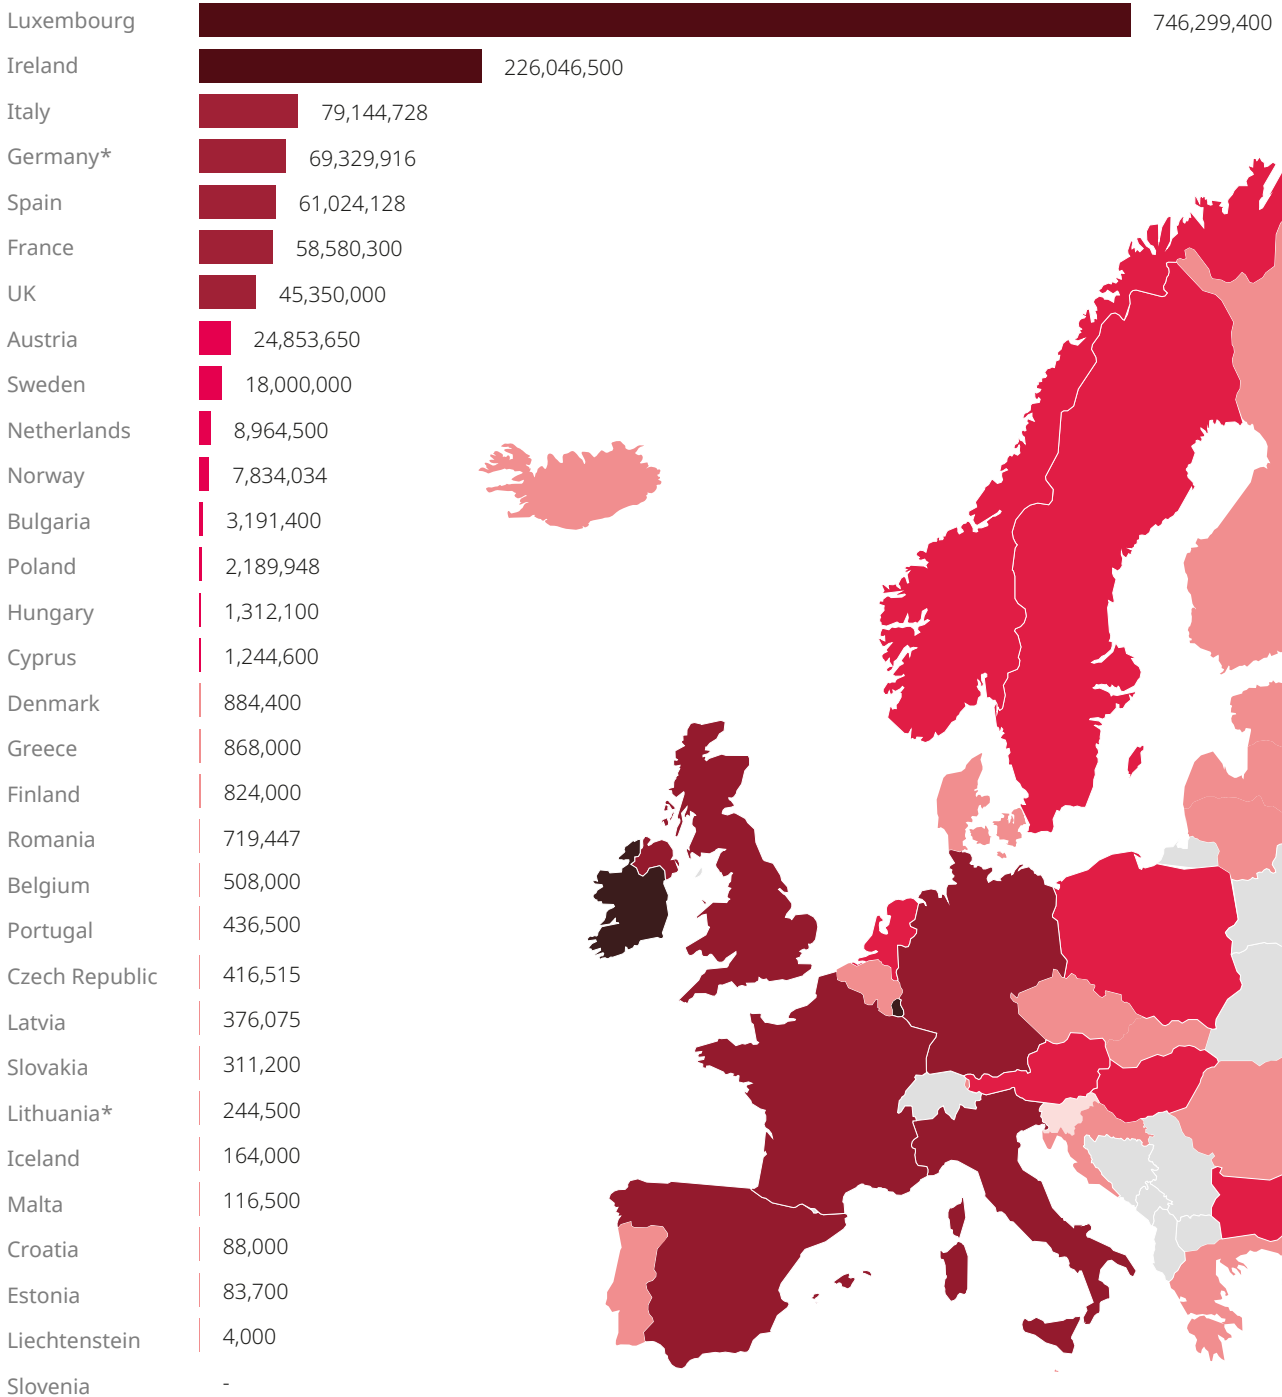 Luxembourg 746,299,400
Ireland 226,046,500
Italy 79,144,728
Germany* 69,329,916
Spain 61,024,128
France 58,580,300
UK 45,350,000
Austria 24,853,650
Sweden 18,000,000
Netherlands 8,964,500
Norway 7,834,034
Bulgaria 3,191,400
Poland 2,189,948
Hungary 1,312,100
Cyprus 1,244,600
Denmark 884,400
Greece 868,000
Finland 824,000
Romania 719,447
Belgium 508,000
Portugal 436,500
Czech Republic 416,515
Latvia 376,075
Slovakia 311,200
Lithuania* 244,500
Iceland 164,000
Malta 116,500
Croatia 88,000
Estonia 83,700
Liechtenstein 4,000
Slovenia -